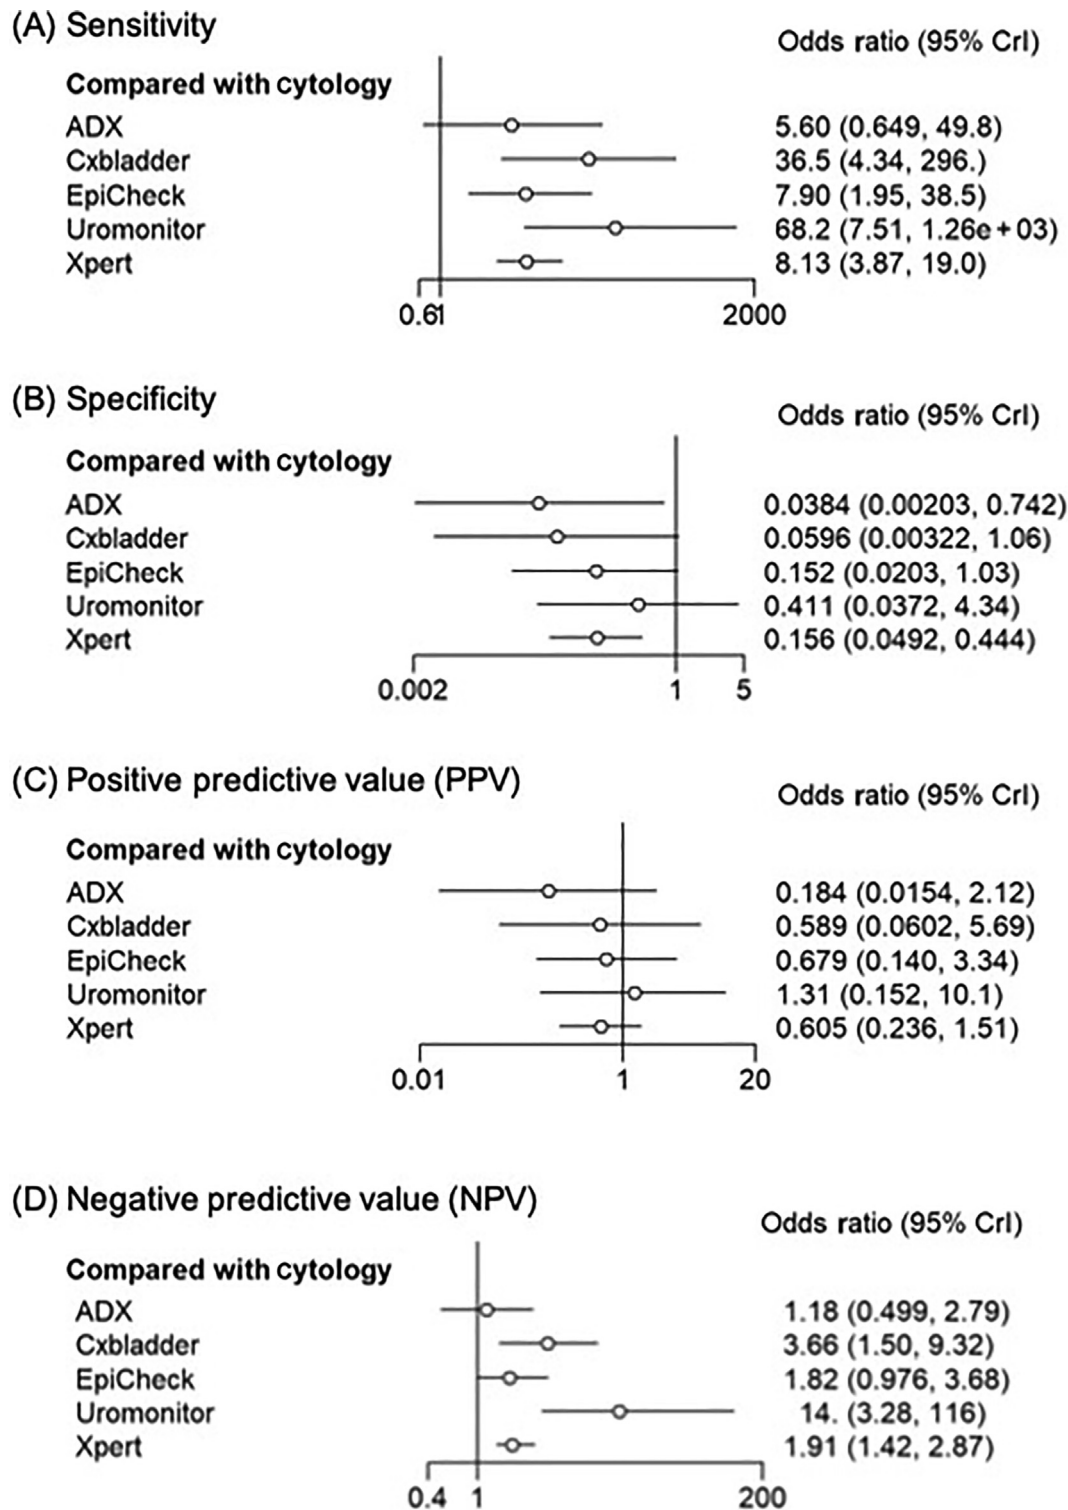 (A) Sensitivity
Odds ratio (95% CrI)
Compared with cytology
ADX 5.60 (0.649, 49.8)
Cxbladder 36.5 (4.34, 296.)
EpiCheck 7.90 (1.95, 38.5)
Uromonitor 68.2 (7.51, 1.26e+03)
Xpert 8.13 (3.87, 19.0)
0.6 1 2000
(B) Specificity
Odds ratio (95% CrI)
Compared with cytology
ADX 0.0384 (0.00203, 0.742)
Cxbladder 0.0596 (0.00322, 1.06)
EpiCheck 0.152 (0.0203, 1.03)
Uromonitor 0.411 (0.0372, 4.34)
Xpert 0.156 (0.0492, 0.444)
0.002 1 5
(C) Positive predictive value (PPV)
Odds ratio (95% CrI)
Compared with cytology
ADX 0.184 (0.0154, 2.12)
Cxbladder 0.589 (0.0602, 5.69)
EpiCheck 0.679 (0.140, 3.34)
Uromonitor 1.31 (0.152, 10.1)
Xpert 0.605 (0.236, 1.51)
0.01 1 20
(D) Negative predictive value (NPV)
Odds ratio (95% CrI)
Compared with cytology
ADX 1.18 (0.499, 2.79)
Cxbladder 3.66 (1.50, 9.32)
EpiCheck 1.82 (0.976, 3.68)
Uromonitor 14. (3.28, 116)
Xpert 1.91 (1.42, 2.87)
0.4 1 200